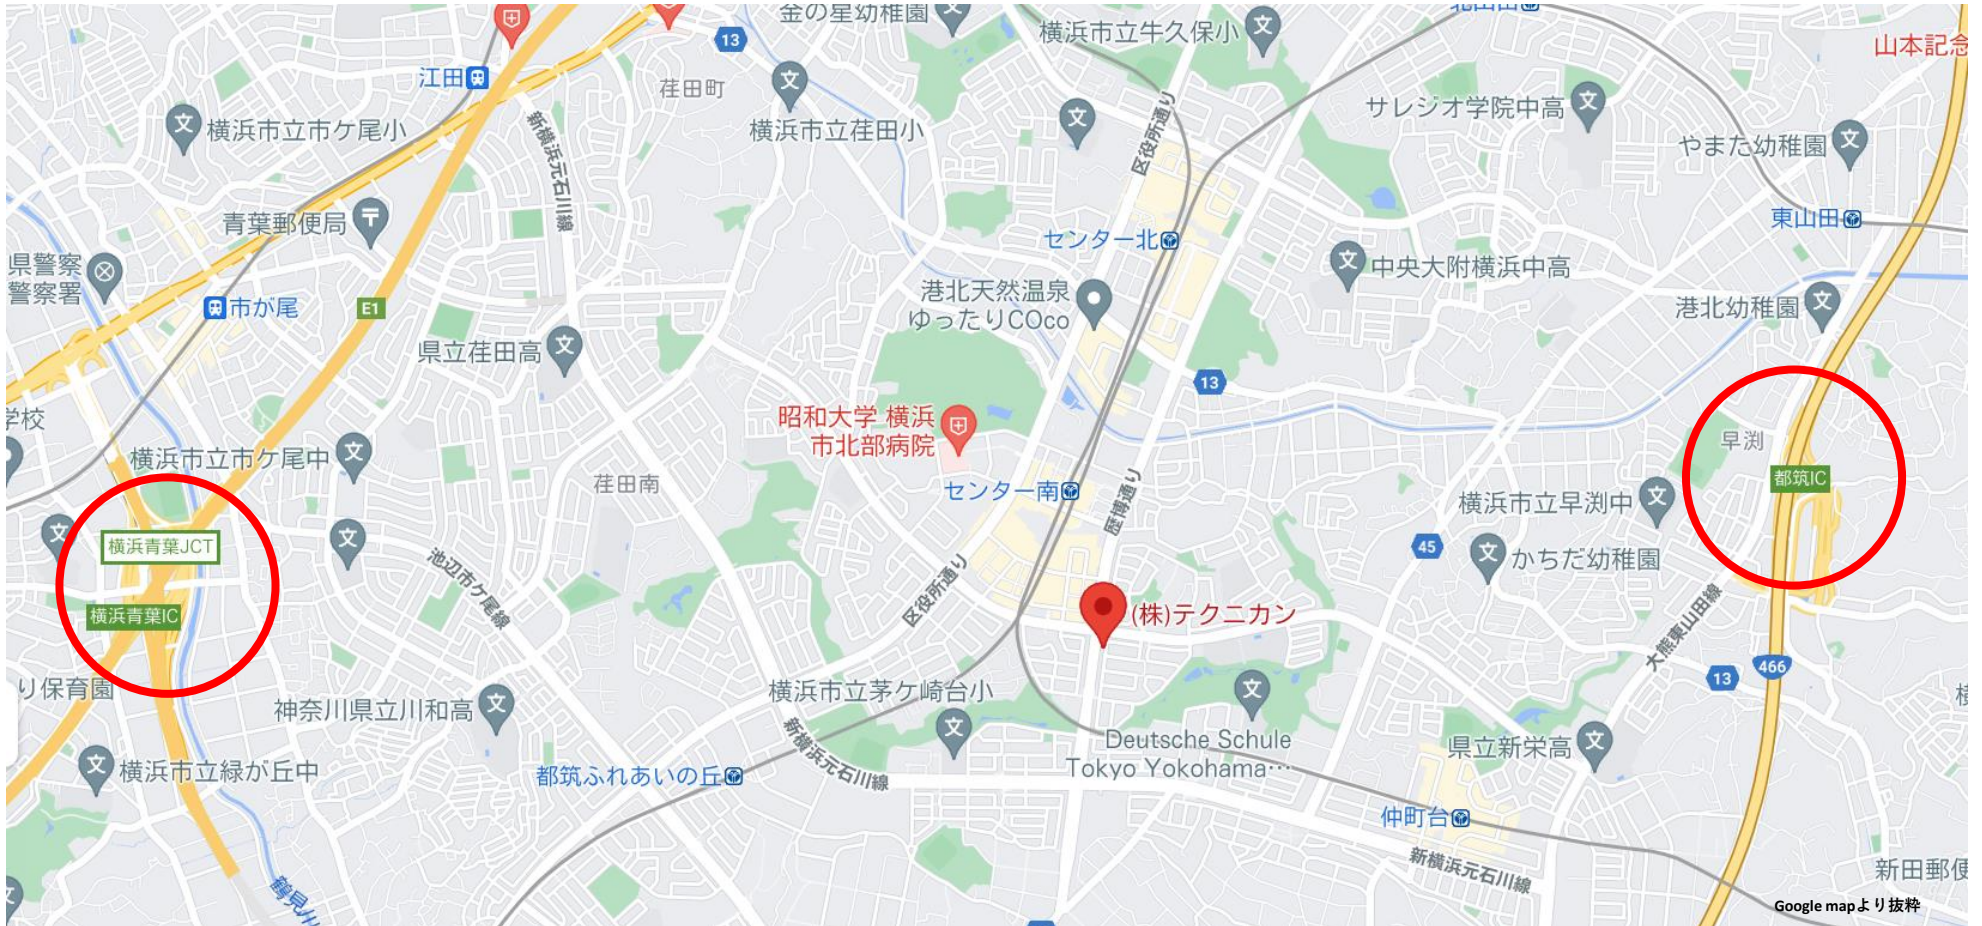 金の星幼稚園
横浜市立牛久保小
山本記念
13
江田
荏田町
サレジオ学院中高
横浜市立市ケ尾小
横浜市立荏田小
区役所通り
やまた幼稚園
新横浜元石川線
青葉郵便局
東山田
センター北
県警察
警察署
中央大附横浜中高
港北天然温泉
ゆったりCOco
市が尾
E1
港北幼稚園
県立荏田高
13
昭和大学 横浜
市北部病院
学校
早渕
横浜市立市ケ尾中
荏田南
センター南
都筑IC
歴博通り
横浜市立早渕中
横浜青葉JCT
45
かちだ幼稚園
池辺市ケ尾線
区役所通り
横浜青葉IC
(株)テクニカン
大熊東山田線
466
13
り保育園
横浜市立茅ケ崎台小
神奈川県立川和高
Deutsche Schule
Tokyo Yokohama…
県立新栄高
新横浜元石川線
横浜市立緑が丘中
都筑ふれあいの丘
仲町台
新横浜元石川線
新田郵便
鶴見川
Google mapより抜粋